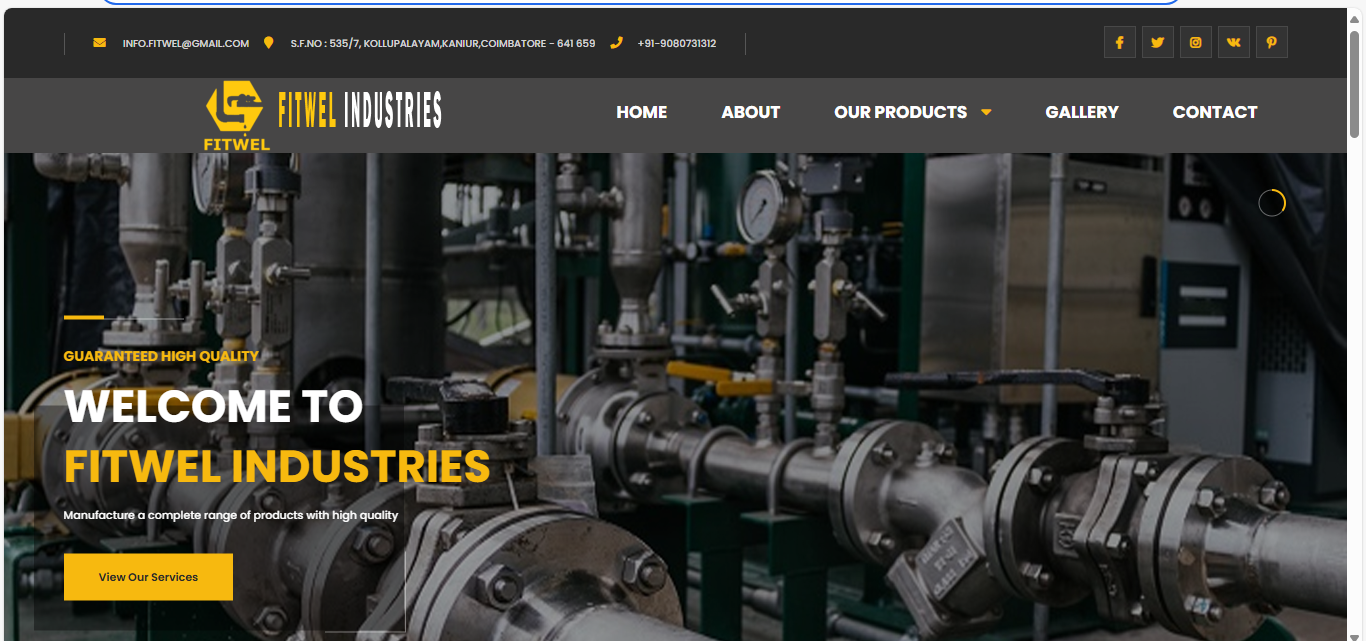 INFO.FITWEL@GMAIL.COM
S.F.NO : 535/7, KOLLUPALAYAM,KANIUR,COIMBATORE - 641 659
+91-9080731312
FITWEL
FITWEL INDUSTRIES
HOME
ABOUT
OUR PRODUCTS
GALLERY
CONTACT
GUARANTEED HIGH QUALITY
WELCOME TO
FITWEL INDUSTRIES
Manufacture a complete range of products with high quality
View Our Services